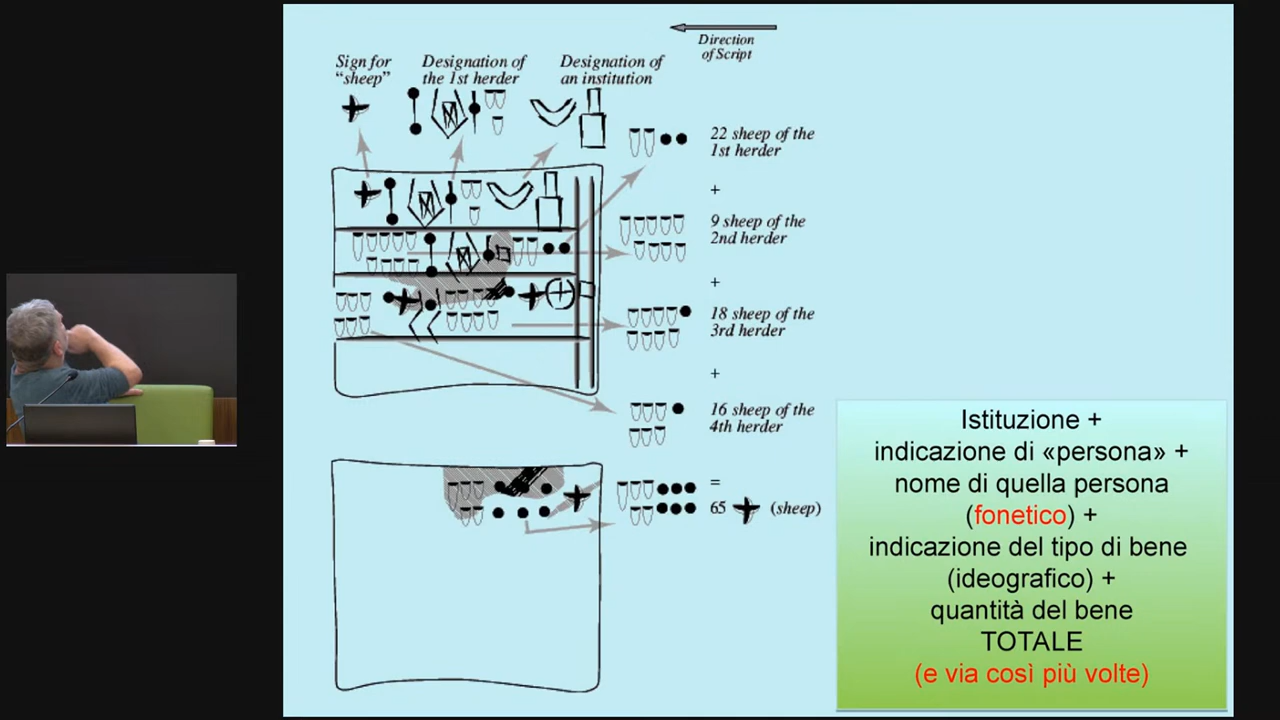 Direction
of Script
Sign for
"sheep"
Designation of
the 1st herder
Designation of
an institution
22 sheep of the
1st herder
+
9 sheep of the
2nd herder
+
18 sheep of the
3rd herder
+
16 sheep of the
4th herder
=
65 (sheep)
Istituzione +
indicazione di «persona» +
nome di quella persona
(fonetico) +
indicazione del tipo di bene
(ideografico) +
quantità del bene
TOTALE
(e via così più volte)